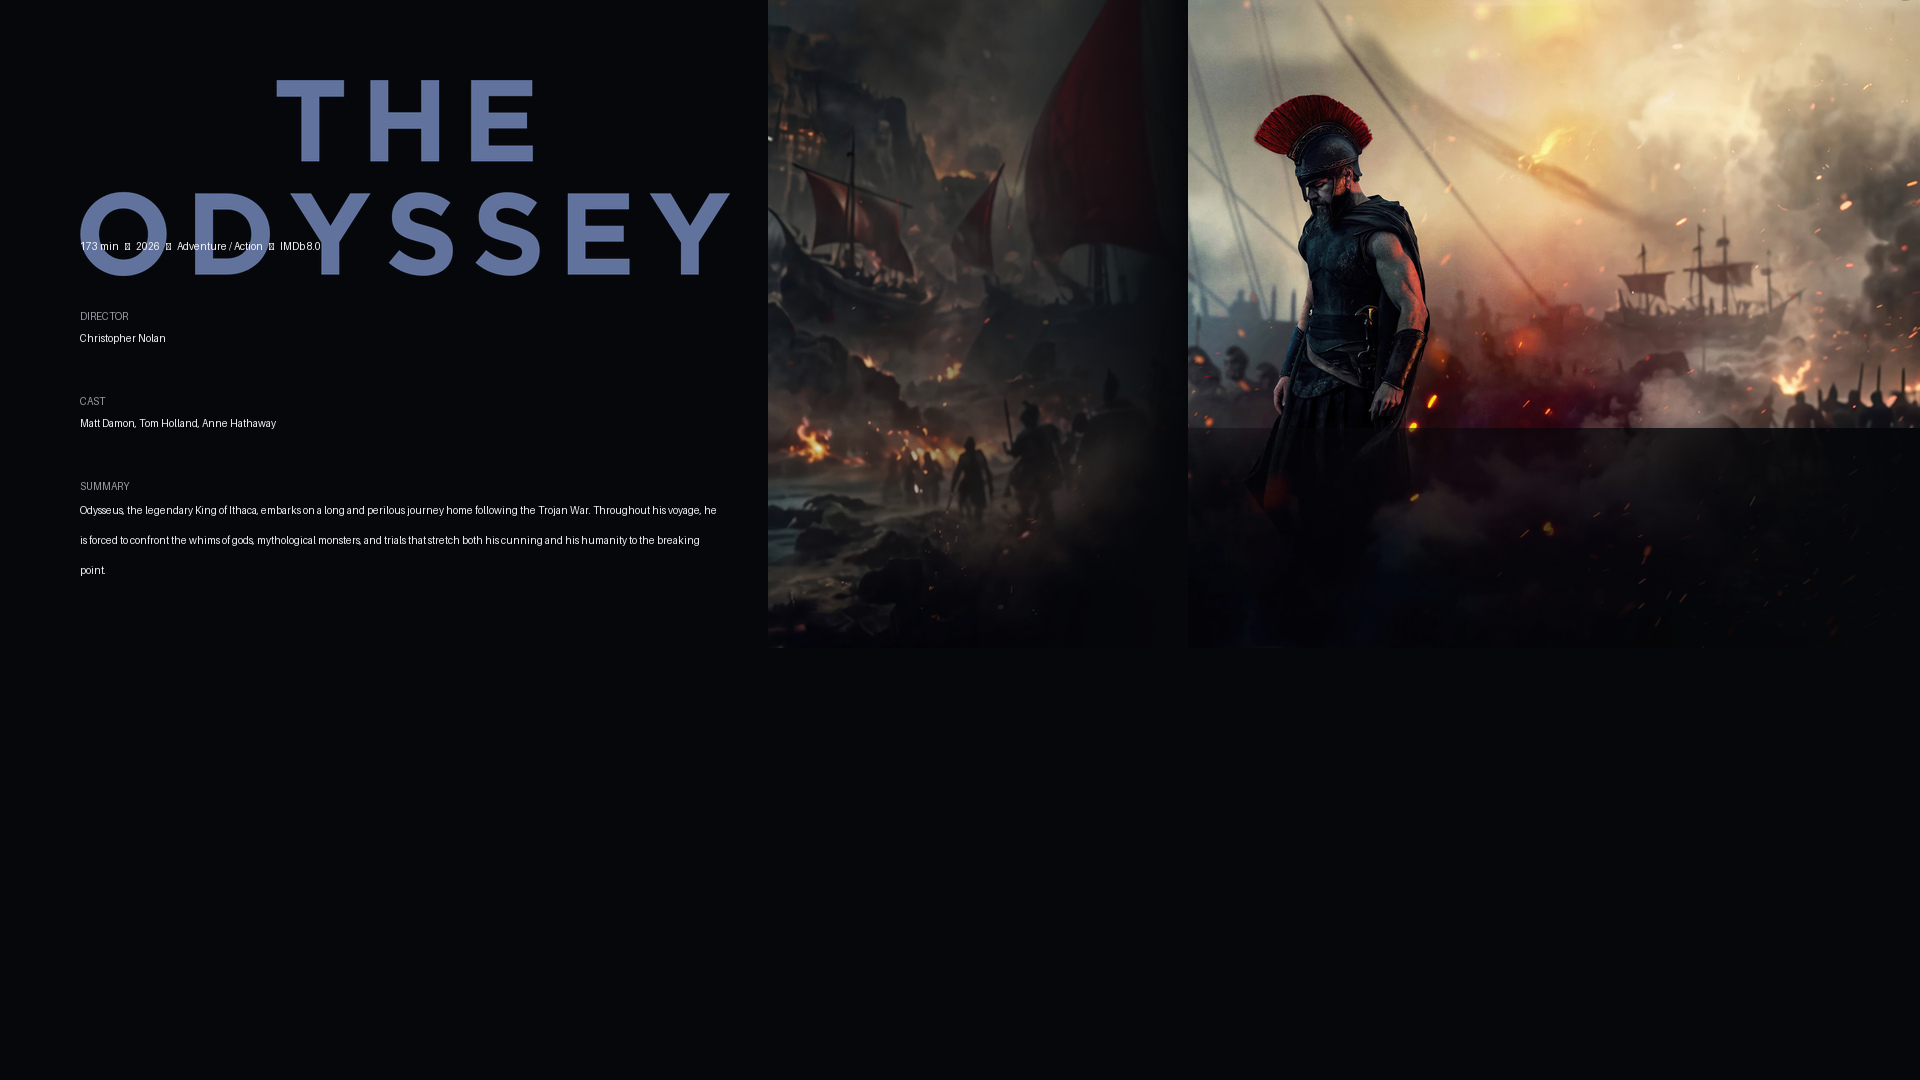 THE
ODYSSEY
173 min ▯ 2026 ▯ Adventure / Action ▯ IMDb 8.0
DIRECTOR
Christopher Nolan
CAST
Matt Damon, Tom Holland, Anne Hathaway
SUMMARY
Odysseus, the legendary King of Ithaca, embarks on a long and perilous journey home following the Trojan War. Throughout his voyage, he
is forced to confront the whims of gods, mythological monsters, and trials that stretch both his cunning and his humanity to the breaking
point.